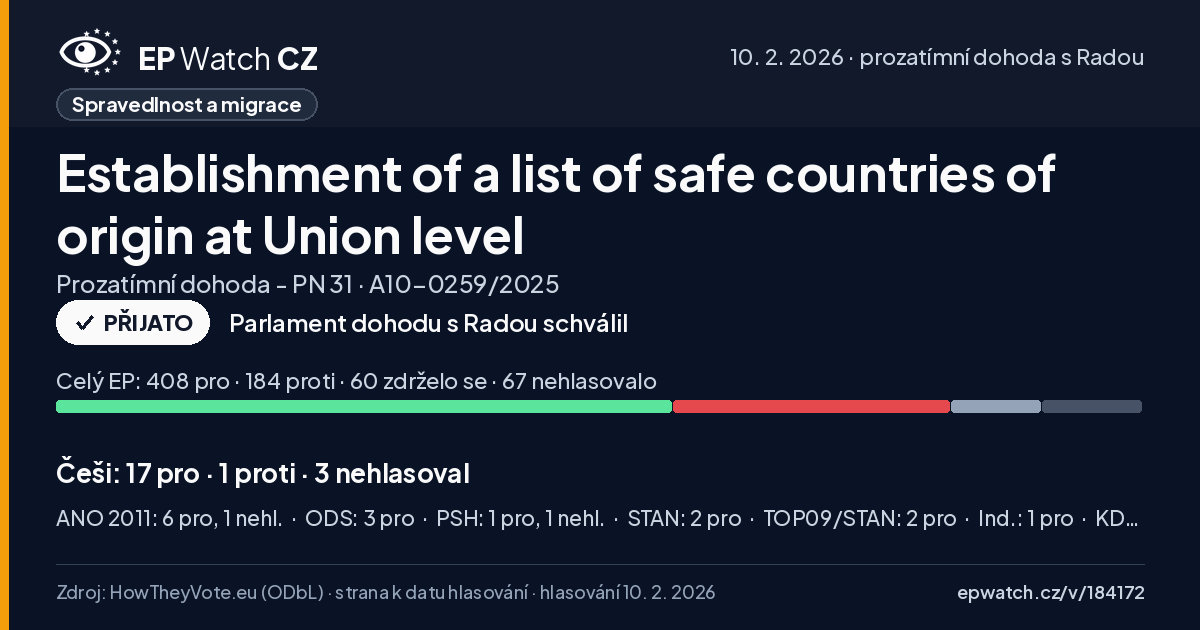 EP Watch CZ
10. 2. 2026 · prozatímní dohoda s Radou
Spravedlnost a migrace
Establishment of a list of safe countries of
origin at Union level
Prozatímní dohoda - PN 31 · A10-0259/2025
✓ PŘIJATO
Parlament dohodu s Radou schválil
Celý EP: 408 pro · 184 proti · 60 zdrželo se · 67 nehlasovalo
Češi: 17 pro · 1 proti · 3 nehlasoval
ANO 2011: 6 pro, 1 nehl. · ODS: 3 pro · PSH: 1 pro, 1 nehl. · STAN: 2 pro · TOP09/STAN: 2 pro · Ind.: 1 pro · KD…
Zdroj: HowTheyVote.eu (ODbL) · strana k datu hlasování · hlasování 10. 2. 2026
epwatch.cz/v/184172